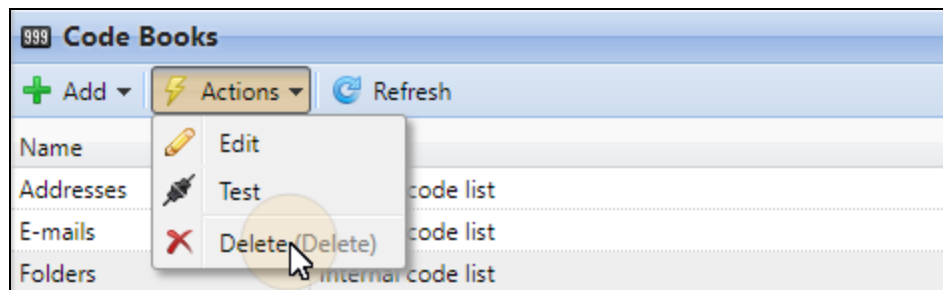 999 Code Books
Add Actions Refresh
Name Edit
Addresses Test code list
E-mails Delete (Delete) code list
Folders Internal code list